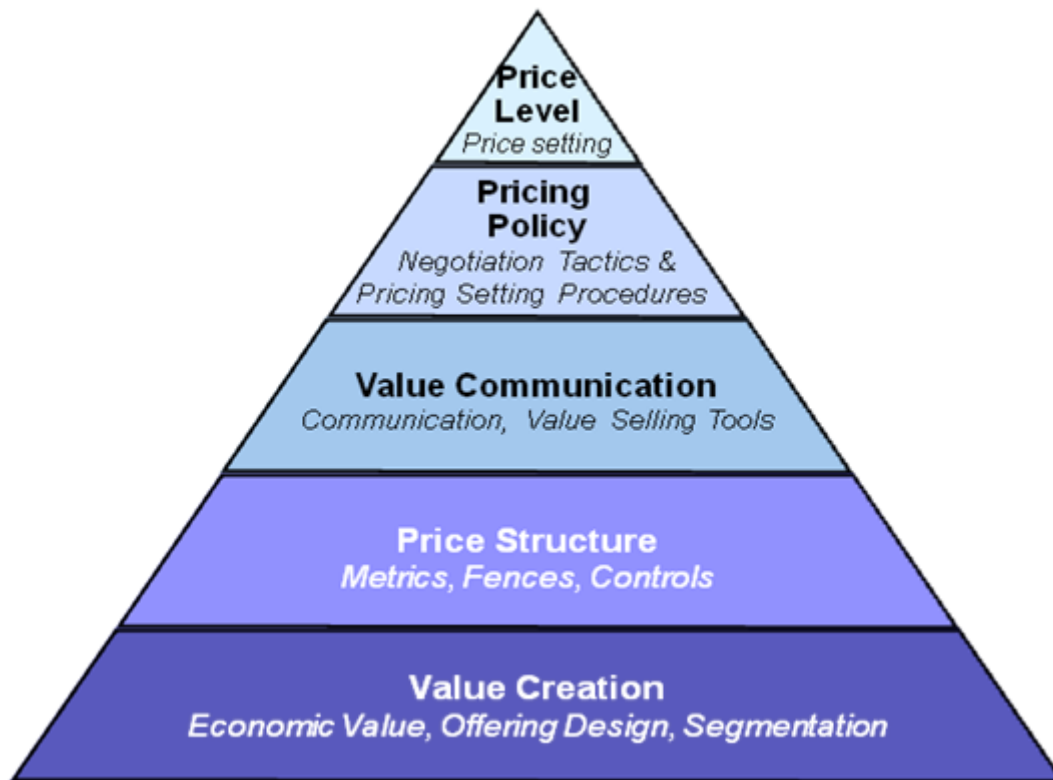 Price
Level
Price setting
Pricing
Policy
Negotiation Tactics &
Pricing Setting Procedures
Value Communication
Communication, Value Selling Tools
Price Structure
Metrics, Fences, Controls
Value Creation
Economic Value, Offering Design, Segmentation